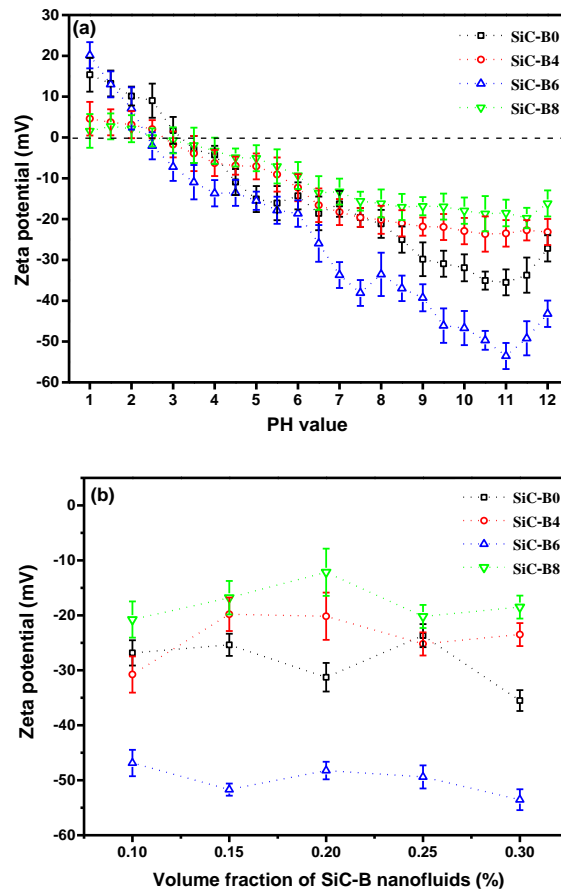 (a)
SiC-B0
SiC-B4
SiC-B6
SiC-B8
30
20
10
0
-10
-20
-30
-40
-50
-60
Zeta potential (mV)
1 2 3 4 5 6 7 8 9 10 11 12
PH value
(b)
SiC-B0
SiC-B4
SiC-B6
SiC-B8
0
-10
-20
-30
-40
-50
-60
Zeta potential (mV)
0.10 0.15 0.20 0.25 0.30
Volume fraction of SiC-B nanofluids (%)